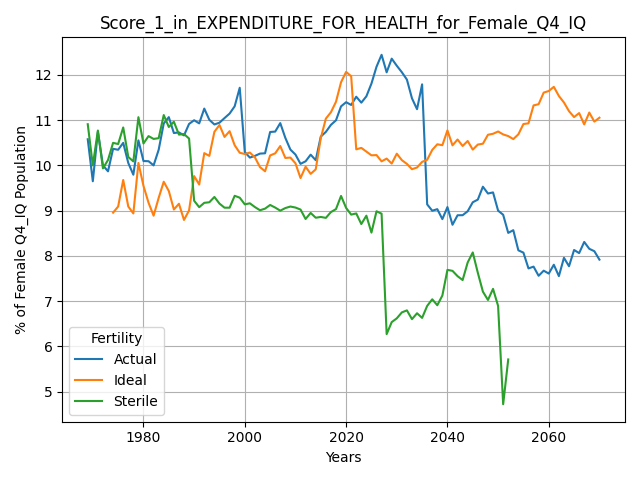 Score_1_in_EXPENDITURE_FOR_HEALTH_for_Female_Q4_IQ
% of Female Q4_IQ Population
12
11
10
9
8
7
6
5
Fertility
Actual
Ideal
Sterile
1980 2000 2020 2040 2060
Years